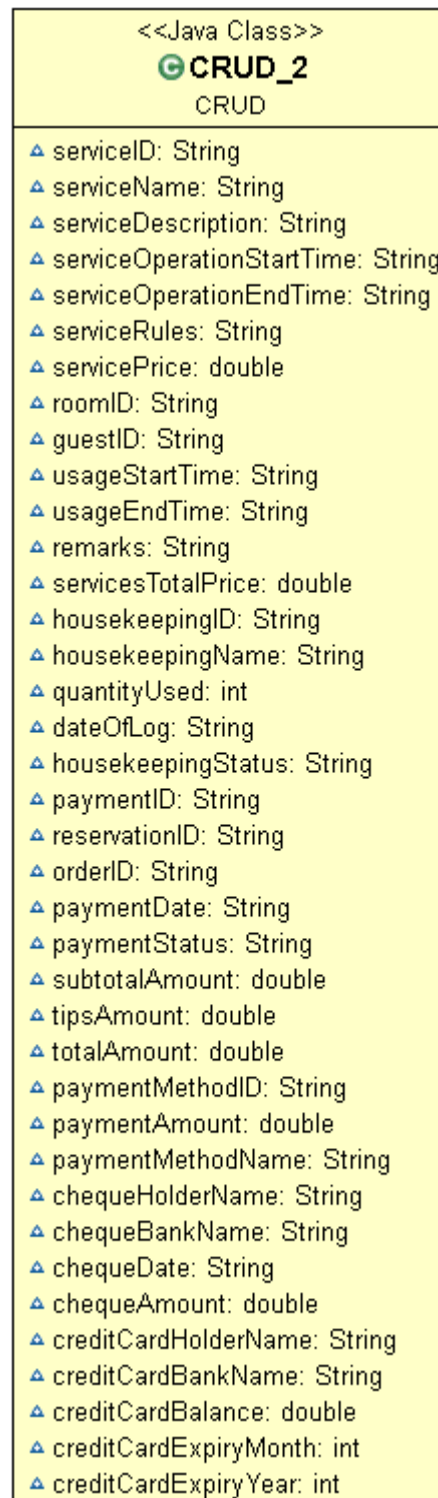 <<Java Class>>
CRUD_2
CRUD
serviceID: String
serviceName: String
serviceDescription: String
serviceOperationStartTime: String
serviceOperationEndTime: String
serviceRules: String
servicePrice: double
roomID: String
guestID: String
usageStartTime: String
usageEndTime: String
remarks: String
servicesTotalPrice: double
housekeepingID: String
housekeepingName: String
quantityUsed: int
dateOfLog: String
housekeepingStatus: String
paymentID: String
reservationID: String
orderID: String
paymentDate: String
paymentStatus: String
subtotalAmount: double
tipsAmount: double
totalAmount: double
paymentMethodID: String
paymentAmount: double
paymentMethodName: String
chequeHolderName: String
chequeBankName: String
chequeDate: String
chequeAmount: double
creditCardHolderName: String
creditCardBankName: String
creditCardBalance: double
creditCardExpiryMonth: int
creditCardExpiryYear: int